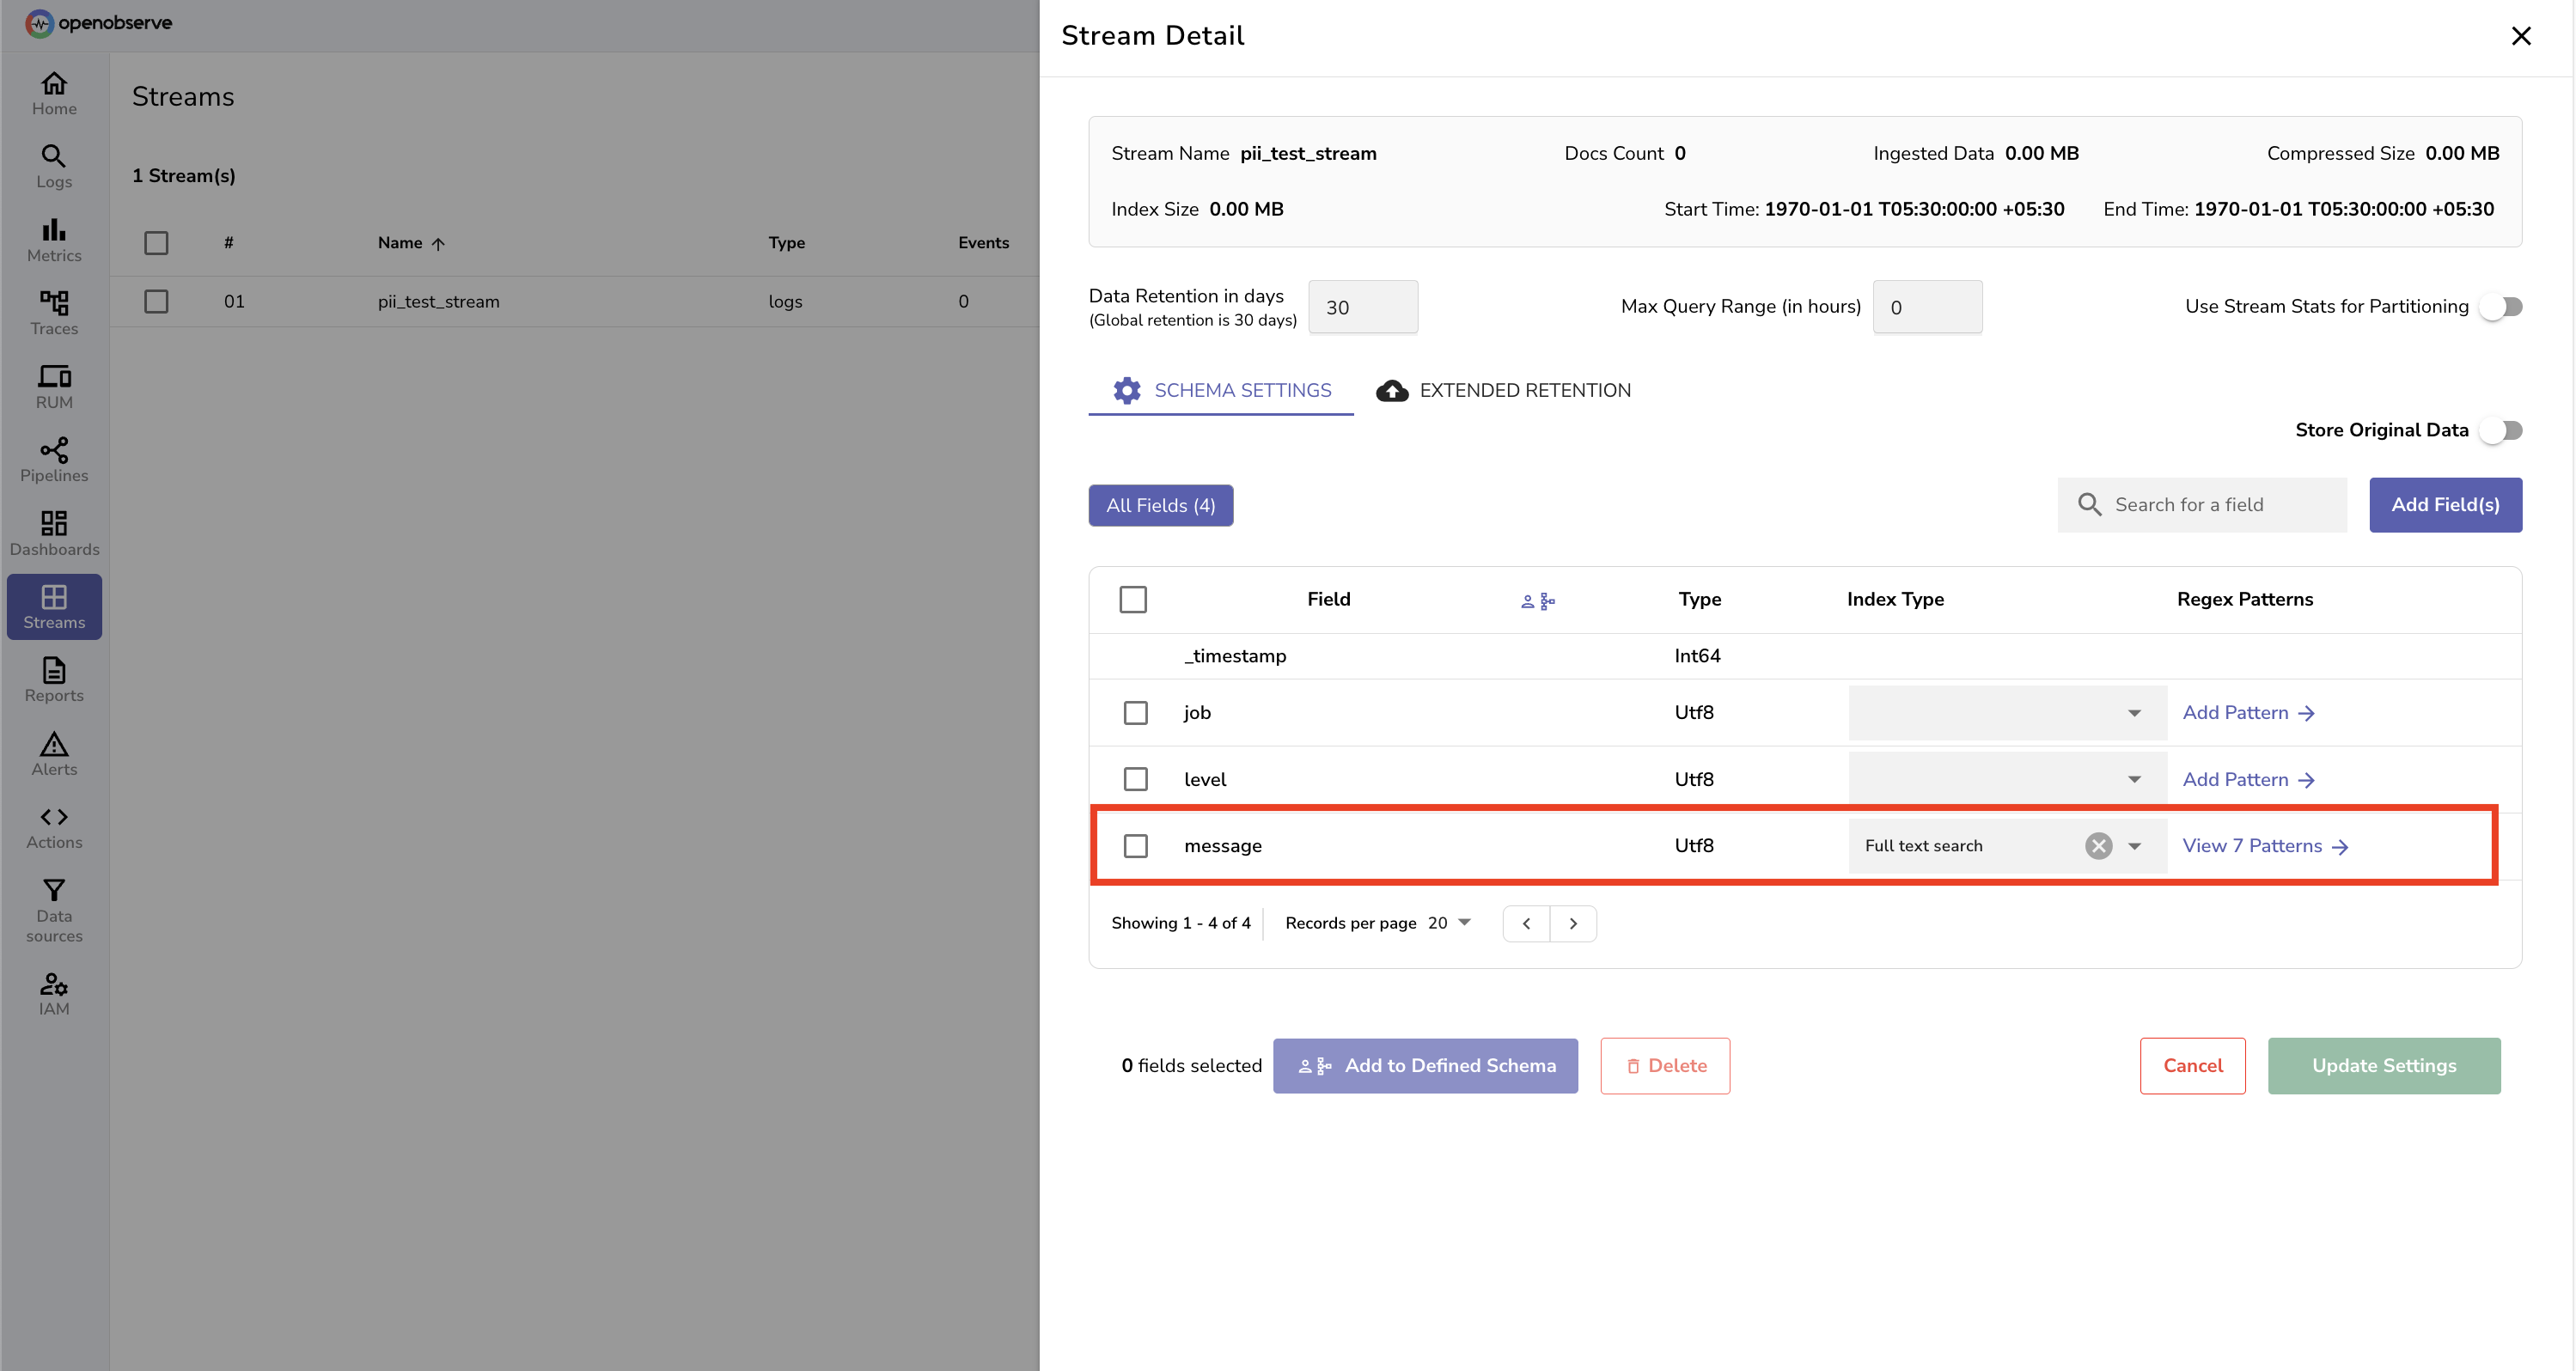 openobserve
Home
Logs
Metrics
Traces
RUM
Pipelines
Dashboards
Streams
Reports
Alerts
Actions
Data
sources
IAM
Streams
1 Stream(s)
# Name Type Events
01 pii_test_stream logs 0
Stream Detail
Stream Name pii_test_stream Docs Count 0 Ingested Data 0.00 MB Compressed Size 0.00 MB
Index Size 0.00 MB Start Time: 1970-01-01 T05:30:00:00 +05:30 End Time: 1970-01-01 T05:30:00:00 +05:30
Data Retention in days
(Global retention is 30 days)
30
Max Query Range (in hours) 0
Use Stream Stats for Partitioning
SCHEMA SETTINGS EXTENDED RETENTION
Store Original Data
All Fields (4) Search for a field Add Field(s)
Field Type Index Type Regex Patterns
_timestamp Int64
job Utf8 Add Pattern
level Utf8 Add Pattern
message Utf8 Full text search View 7 Patterns
Showing 1 - 4 of 4 Records per page 20
0 fields selected Add to Defined Schema Delete Cancel Update Settings